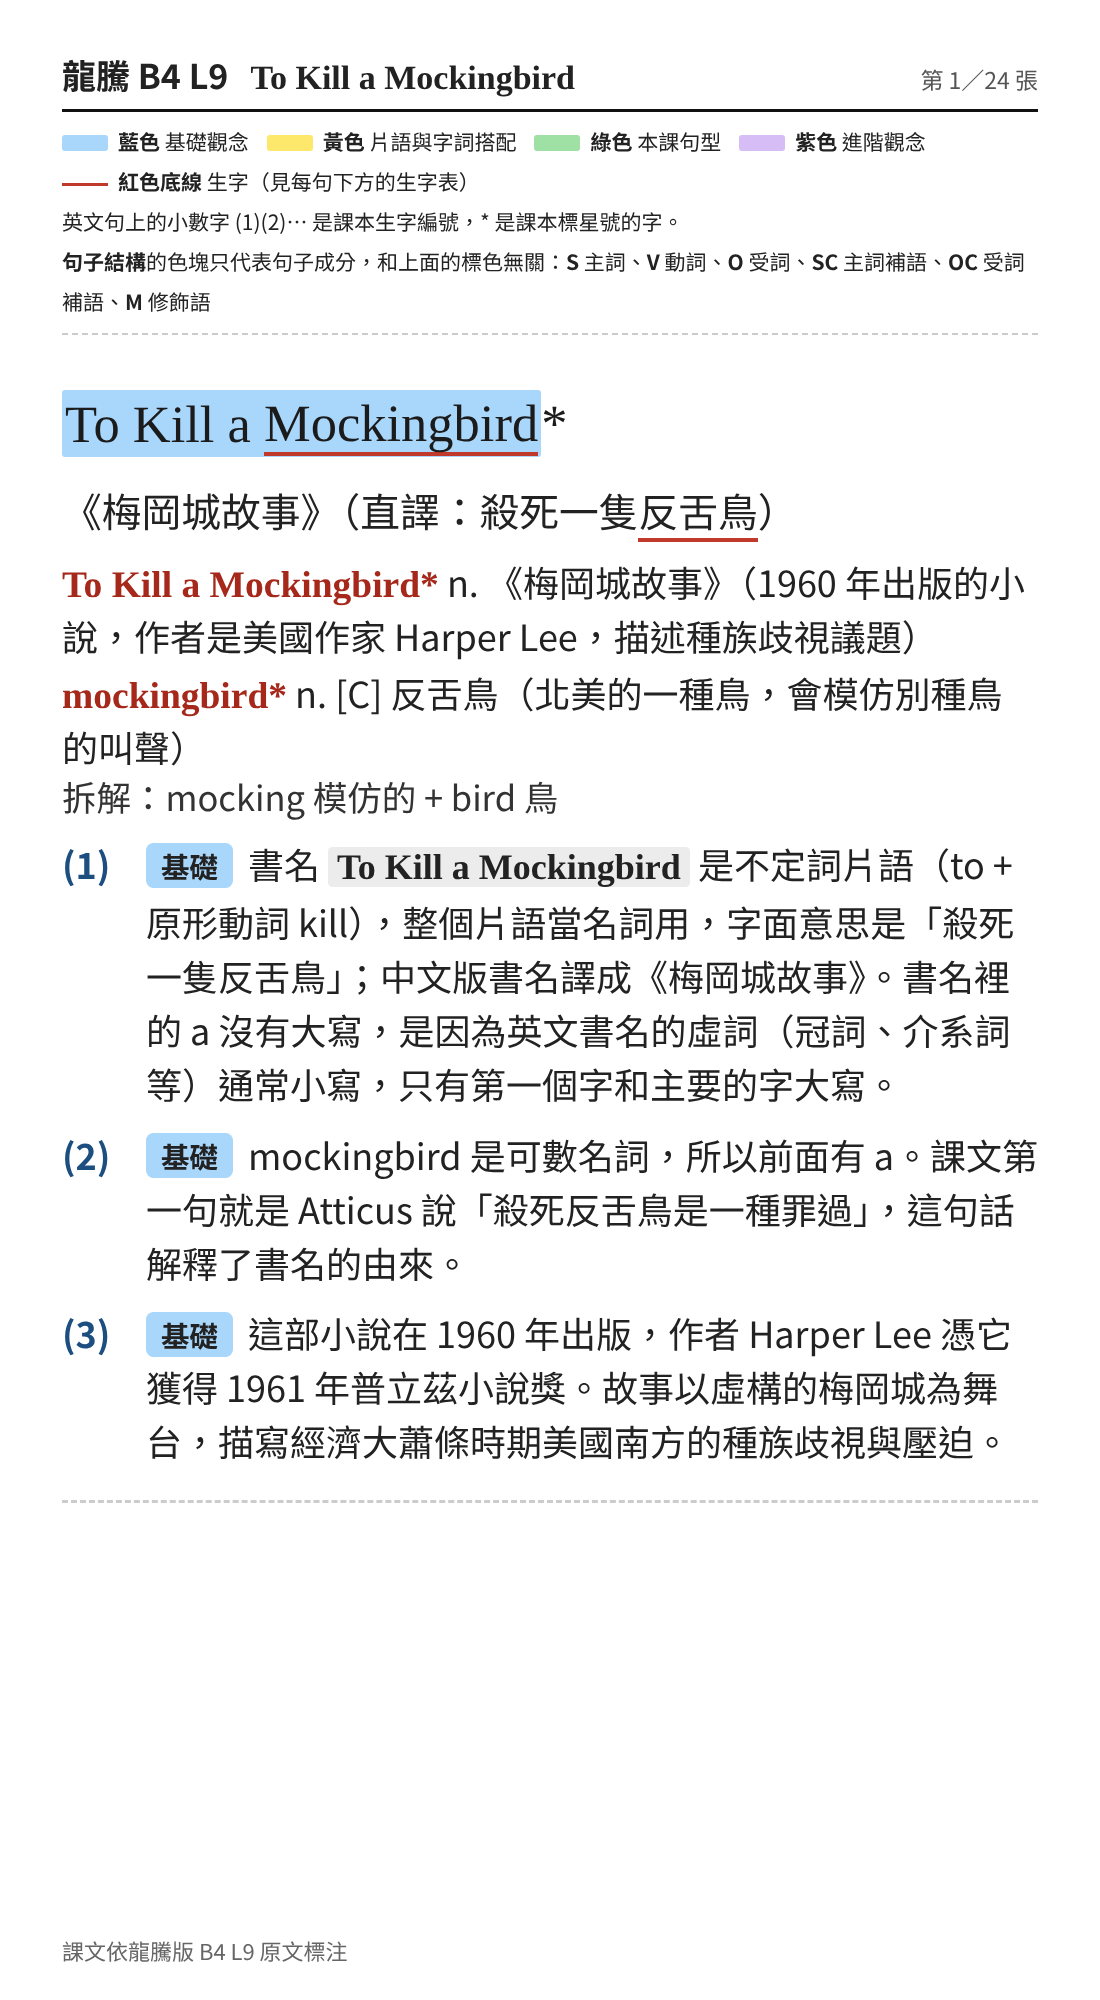 龍騰 B4 L9 To Kill a Mockingbird 第 1／24 張
藍色 基礎觀念 黃色 片語與字詞搭配 綠色 本課句型 紫色 進階觀念
紅色底線 生字（見每句下方的生字表）
英文句上的小數字 (1)(2)⋯ 是課本生字編號，* 是課本標星號的字。
句子結構的色塊只代表句子成分，和上面的標色無關：S 主詞、V 動詞、O 受詞、SC 主詞補語、OC 受詞
補語、M 修飾語
To Kill a Mockingbird*
《梅岡城故事》（直譯：殺死一隻反舌鳥）
To Kill a Mockingbird* n. 《梅岡城故事》（1960 年出版的小
說，作者是美國作家 Harper Lee，描述種族歧視議題）
mockingbird* n. [C] 反舌鳥（北美的一種鳥，會模仿別種鳥
的叫聲）
拆解：mocking 模仿的 + bird 鳥
(1) 基礎 書名 To Kill a Mockingbird 是不定詞片語（to +
原形動詞 kill），整個片語當名詞用，字面意思是「殺死
一隻反舌鳥」；中文版書名譯成《梅岡城故事》。書名裡
的 a 沒有大寫，是因為英文書名的虛詞（冠詞、介系詞
等）通常小寫，只有第一個字和主要的字大寫。
(2) 基礎 mockingbird 是可數名詞，所以前面有 a。課文第
一句就是 Atticus 說「殺死反舌鳥是一種罪過」，這句話
解釋了書名的由來。
(3) 基礎 這部小說在 1960 年出版，作者 Harper Lee 憑它
獲得 1961 年普立茲小說獎。故事以虛構的梅岡城為舞
台，描寫經濟大蕭條時期美國南方的種族歧視與壓迫。
課文依龍騰版 B4 L9 原文標注